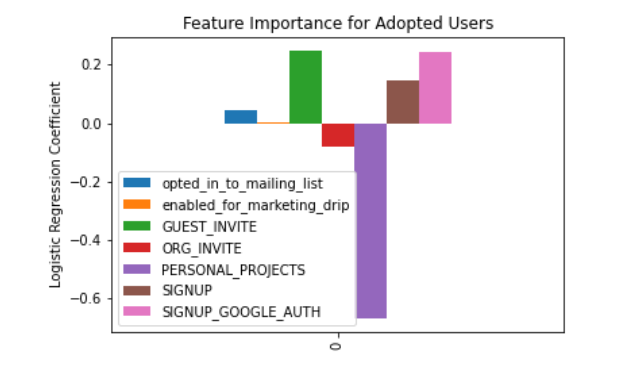 Feature Importance for Adopted Users
Logistic Regression Coefficient
0.2
0.0
−0.2
−0.4
−0.6
opted_in_to_mailing_list
enabled_for_marketing_drip
GUEST_INVITE
ORG_INVITE
PERSONAL_PROJECTS
SIGNUP
SIGNUP_GOOGLE_AUTH
0